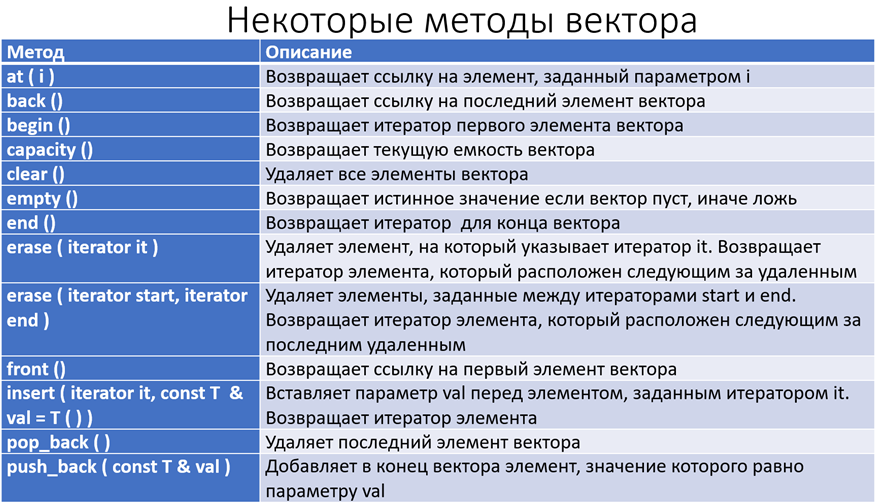 Некоторые методы вектора
Метод Описание
at ( i ) Возвращает ссылку на элемент, заданный параметром i
back () Возвращает ссылку на последний элемент вектора
begin () Возвращает итератор первого элемента вектора
capacity () Возвращает текущую емкость вектора
clear () Удаляет все элементы вектора
empty () Возвращает истинное значение если вектор пуст, иначе ложь
end () Возвращает итератор для конца вектора
erase ( iterator it ) Удаляет элемент, на который указывает итератор it. Возвращает
итератор элемента, который расположен следующим за удаленным
erase ( iterator start, iterator Удаляет элементы, заданные между итераторами start и end.
end ) Возвращает итератор элемента, который расположен следующим за
последним удаленным
front () Возвращает ссылку на первый элемент вектора
insert ( iterator it, const T & Вставляет параметр val перед элементом, заданным итератором it.
val = T ( ) ) Возвращает итератор элемента
pop_back ( ) Удаляет последний элемент вектора
push_back ( const T & val ) Добавляет в конец вектора элемент, значение которого равно
параметру val